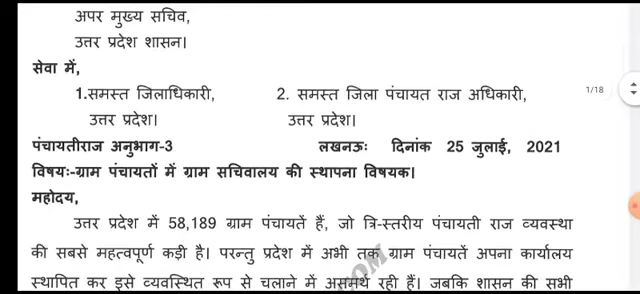 अपर मुख्य सचिव,
उत्तर प्रदेश शासन।
सेवा में,
1.समस्त जिलाधिकारी, 2. समस्त जिला पंचायत राज अधिकारी,
1/18
उत्तर प्रदेश। उत्तर प्रदेश।
पंचायतीराज अनुभाग-3 लखनऊः दिनांक 25 जुलाई, 2021
विषयः-ग्राम पंचायतों में ग्राम सचिवालय की स्थापना विषयक।
महोदय,
उत्तर प्रदेश में 58,189 ग्राम पंचायतें हैं, जो त्रि-स्तरीय पंचायती राज व्यवस्था
की सबसे महत्वपूर्ण कड़ी है। परन्तु प्रदेश में अभी तक ग्राम पंचायतें अपना कार्यालय
स्थापित कर इसे व्यवस्थित रूप से चलाने में असमर्थ रही हैं। जबकि शासन की सभी